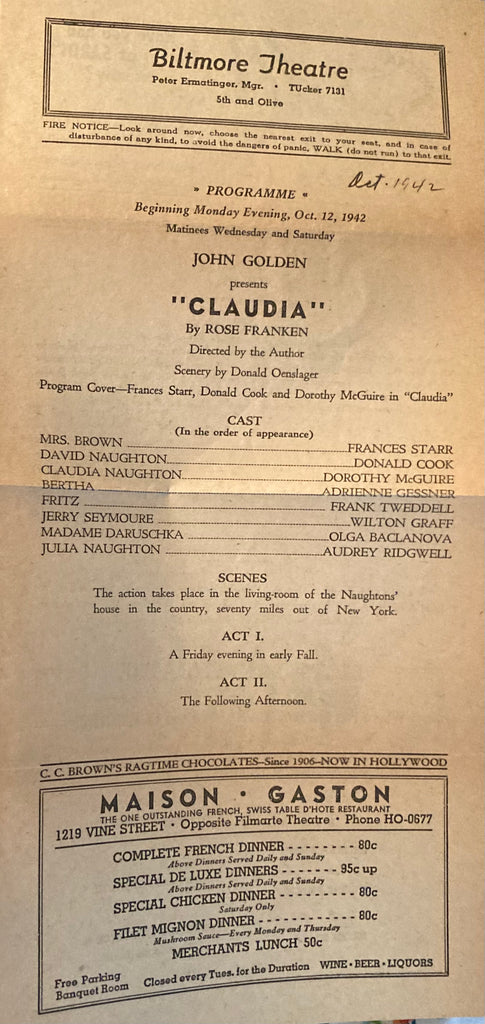 Biltmore Theatre
Peter Ermatinger, Mgr. • TUcker 7131
5th and Olive
FIRE NOTICE—Look around now, choose the nearest exit to your seat, and in case of
disturbance of any kind, to avoid the dangers of panic, WALK (do not run) to that exit.
Oct. 1942
» PROGRAMME «
Beginning Monday Evening, Oct. 12, 1942
Matinees Wednesday and Saturday
JOHN GOLDEN
presents
"CLAUDIA"
By ROSE FRANKEN
Directed by the Author
Scenery by Donald Oenslager
Program Cover—Frances Starr, Donald Cook and Dorothy McGuire in "Claudia"
CAST
(In the order of appearance)
MRS. BROWN ........ FRANCES STARR
DAVID NAUGHTON ........ DONALD COOK
CLAUDIA NAUGHTON ........ DOROTHY McGUIRE
BERTHA ........ ADRIENNE GESSNER
FRITZ ........ FRANK TWEDDELL
JERRY SEYMOURE ........ WILTON GRAFF
MADAME DARUSCHKA ........ OLGA BACLANOVA
JULIA NAUGHTON ........ AUDREY RIDGWELL
SCENES
The action takes place in the living-room of the Naughtons'
house in the country, seventy miles out of New York.
ACT I.
A Friday evening in early Fall.
ACT II.
The Following Afternoon.
C. C. BROWN'S RAGTIME CHOCOLATES—Since 1906—NOW IN HOLLYWOOD
MAISON • GASTON
THE ONE OUTSTANDING FRENCH, SWISS TABLE D'HOTE RESTAURANT
1219 VINE STREET • Opposite Filmarte Theatre • Phone HO-0677
COMPLETE FRENCH DINNER - - - - - - - - 80c
Above Dinners Served Daily and Sunday
SPECIAL DE LUXE DINNERS - - - - - - - 95c up
Above Dinners Served Daily and Sunday
SPECIAL CHICKEN DINNER - - - - - - - - 80c
Saturday Only
FILET MIGNON DINNER - - - - - - - - - - 80c
Mushroom Sauce—Every Monday and Thursday
MERCHANTS LUNCH 50c
Free Parking
Banquet Room
Closed every Tues. for the Duration
WINE • BEER • LIQUORS